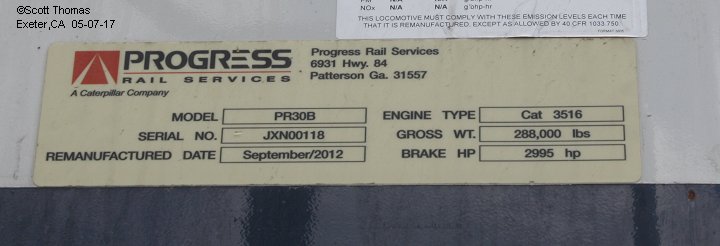 ©Scott Thomas
Exeter,CA 05-07-17
N/A N/A g/bhp-hr
NOx N/A N/A g/bhp-hr
THIS LOCOMOTIVE MUST COMPLY WITH THESE EMISSION LEVELS EACH TIME
THAT IT IS REMANUFACTURED, EXCEPT AS ALLOWED BY 40 CFR 1033.750
PROGRESS
RAIL SERVICES
A Caterpillar Company
Progress Rail Services
6931 Hwy. 84
Patterson Ga. 31557
MODEL PR30B ENGINE TYPE Cat 3516
SERIAL NO. JXN00118 GROSS WT. 288,000 lbs
REMANUFACTURED DATE September/2012 BRAKE HP 2995 hp